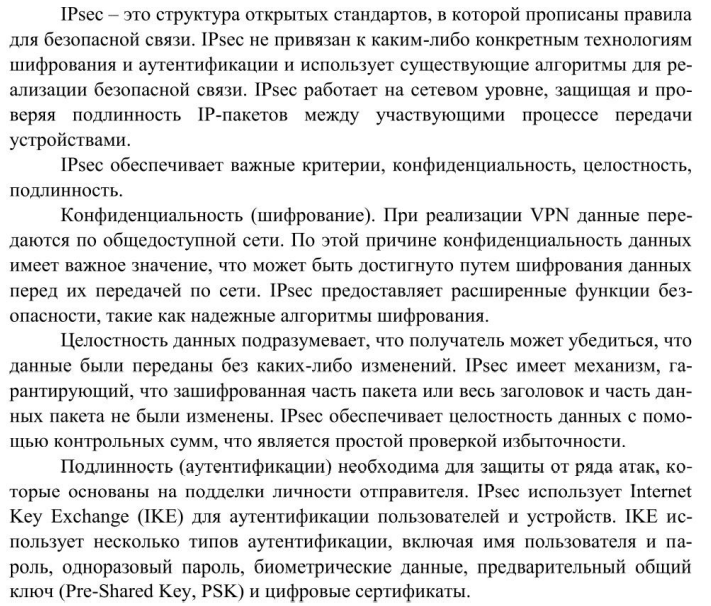 IPsec – это структура открытых стандартов, в которой прописаны правила
для безопасной связи. IPsec не привязан к каким-либо конкретным технологиям
шифрования и аутентификации и использует существующие алгоритмы для ре-
ализации безопасной связи. IPsec работает на сетевом уровне, защищая и про-
веряя подлинность IP-пакетов между участвующими процессе передачи
устройствами.
IPsec обеспечивает важные критерии, конфиденциальность, целостность,
подлинность.
Конфиденциальность (шифрование). При реализации VPN данные пере-
даются по общедоступной сети. По этой причине конфиденциальность данных
имеет важное значение, что может быть достигнуто путем шифрования данных
перед их передачей по сети. IPsec предоставляет расширенные функции без-
опасности, такие как надежные алгоритмы шифрования.
Целостность данных подразумевает, что получатель может убедиться, что
данные были переданы без каких-либо изменений. IPsec имеет механизм, га-
рантирующий, что зашифрованная часть пакета или весь заголовок и часть дан-
ных пакета не были изменены. IPsec обеспечивает целостность данных с помо-
щью контрольных сумм, что является простой проверкой избыточности.
Подлинность (аутентификации) необходима для защиты от ряда атак, ко-
торые основаны на подделки личности отправителя. IPsec использует Internet
Key Exchange (IKE) для аутентификации пользователей и устройств. IKE ис-
пользует несколько типов аутентификации, включая имя пользователя и па-
роль, одноразовый пароль, биометрические данные, предварительный общий
ключ (Pre-Shared Key, PSK) и цифровые сертификаты.